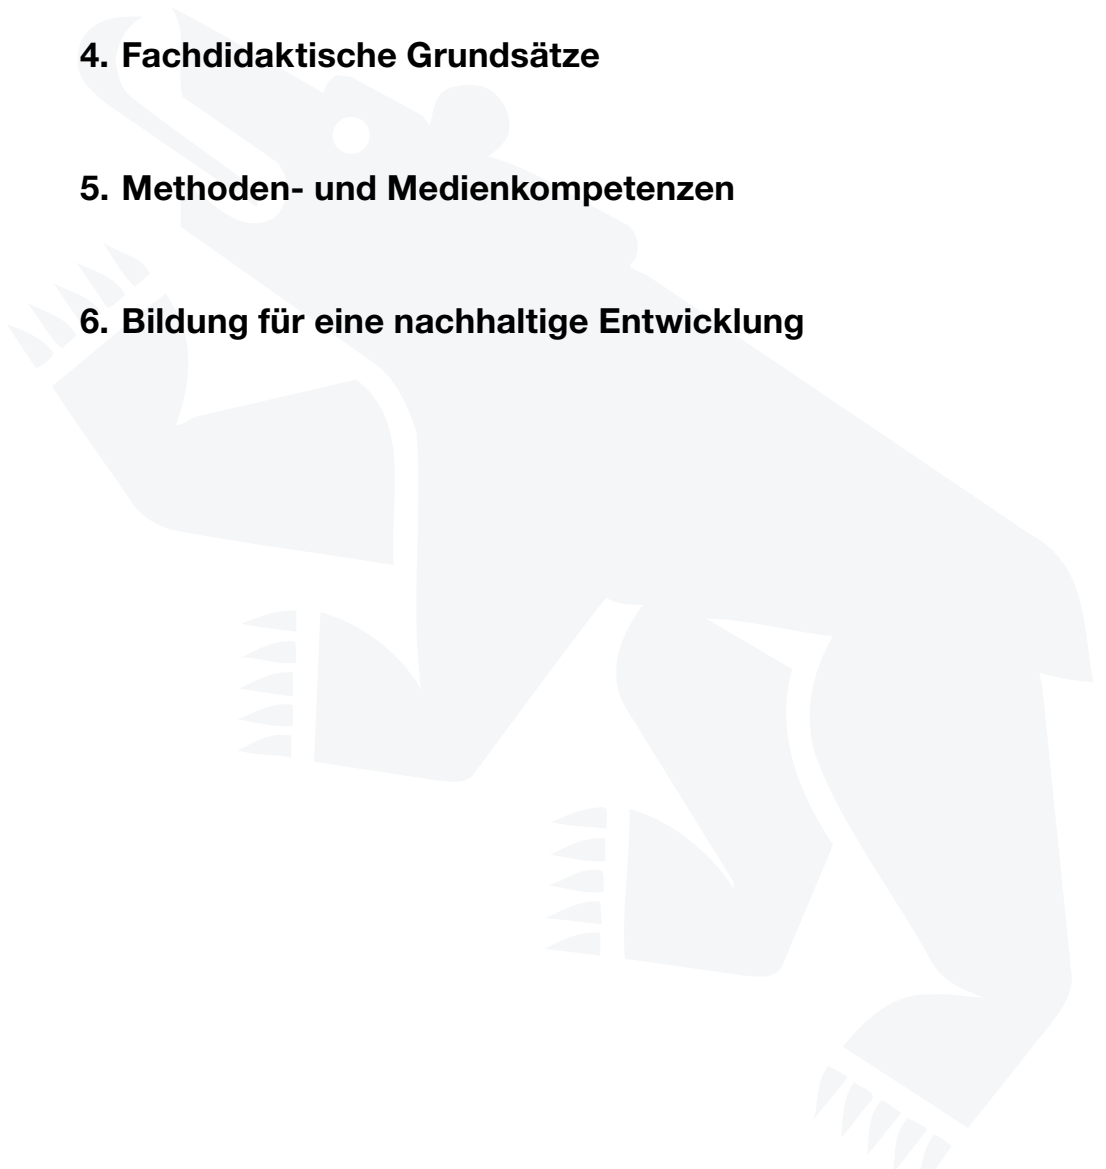 4. Fachdidaktische Grundsätze
5. Methoden- und Medienkompetenzen
6. Bildung für eine nachhaltige Entwicklung